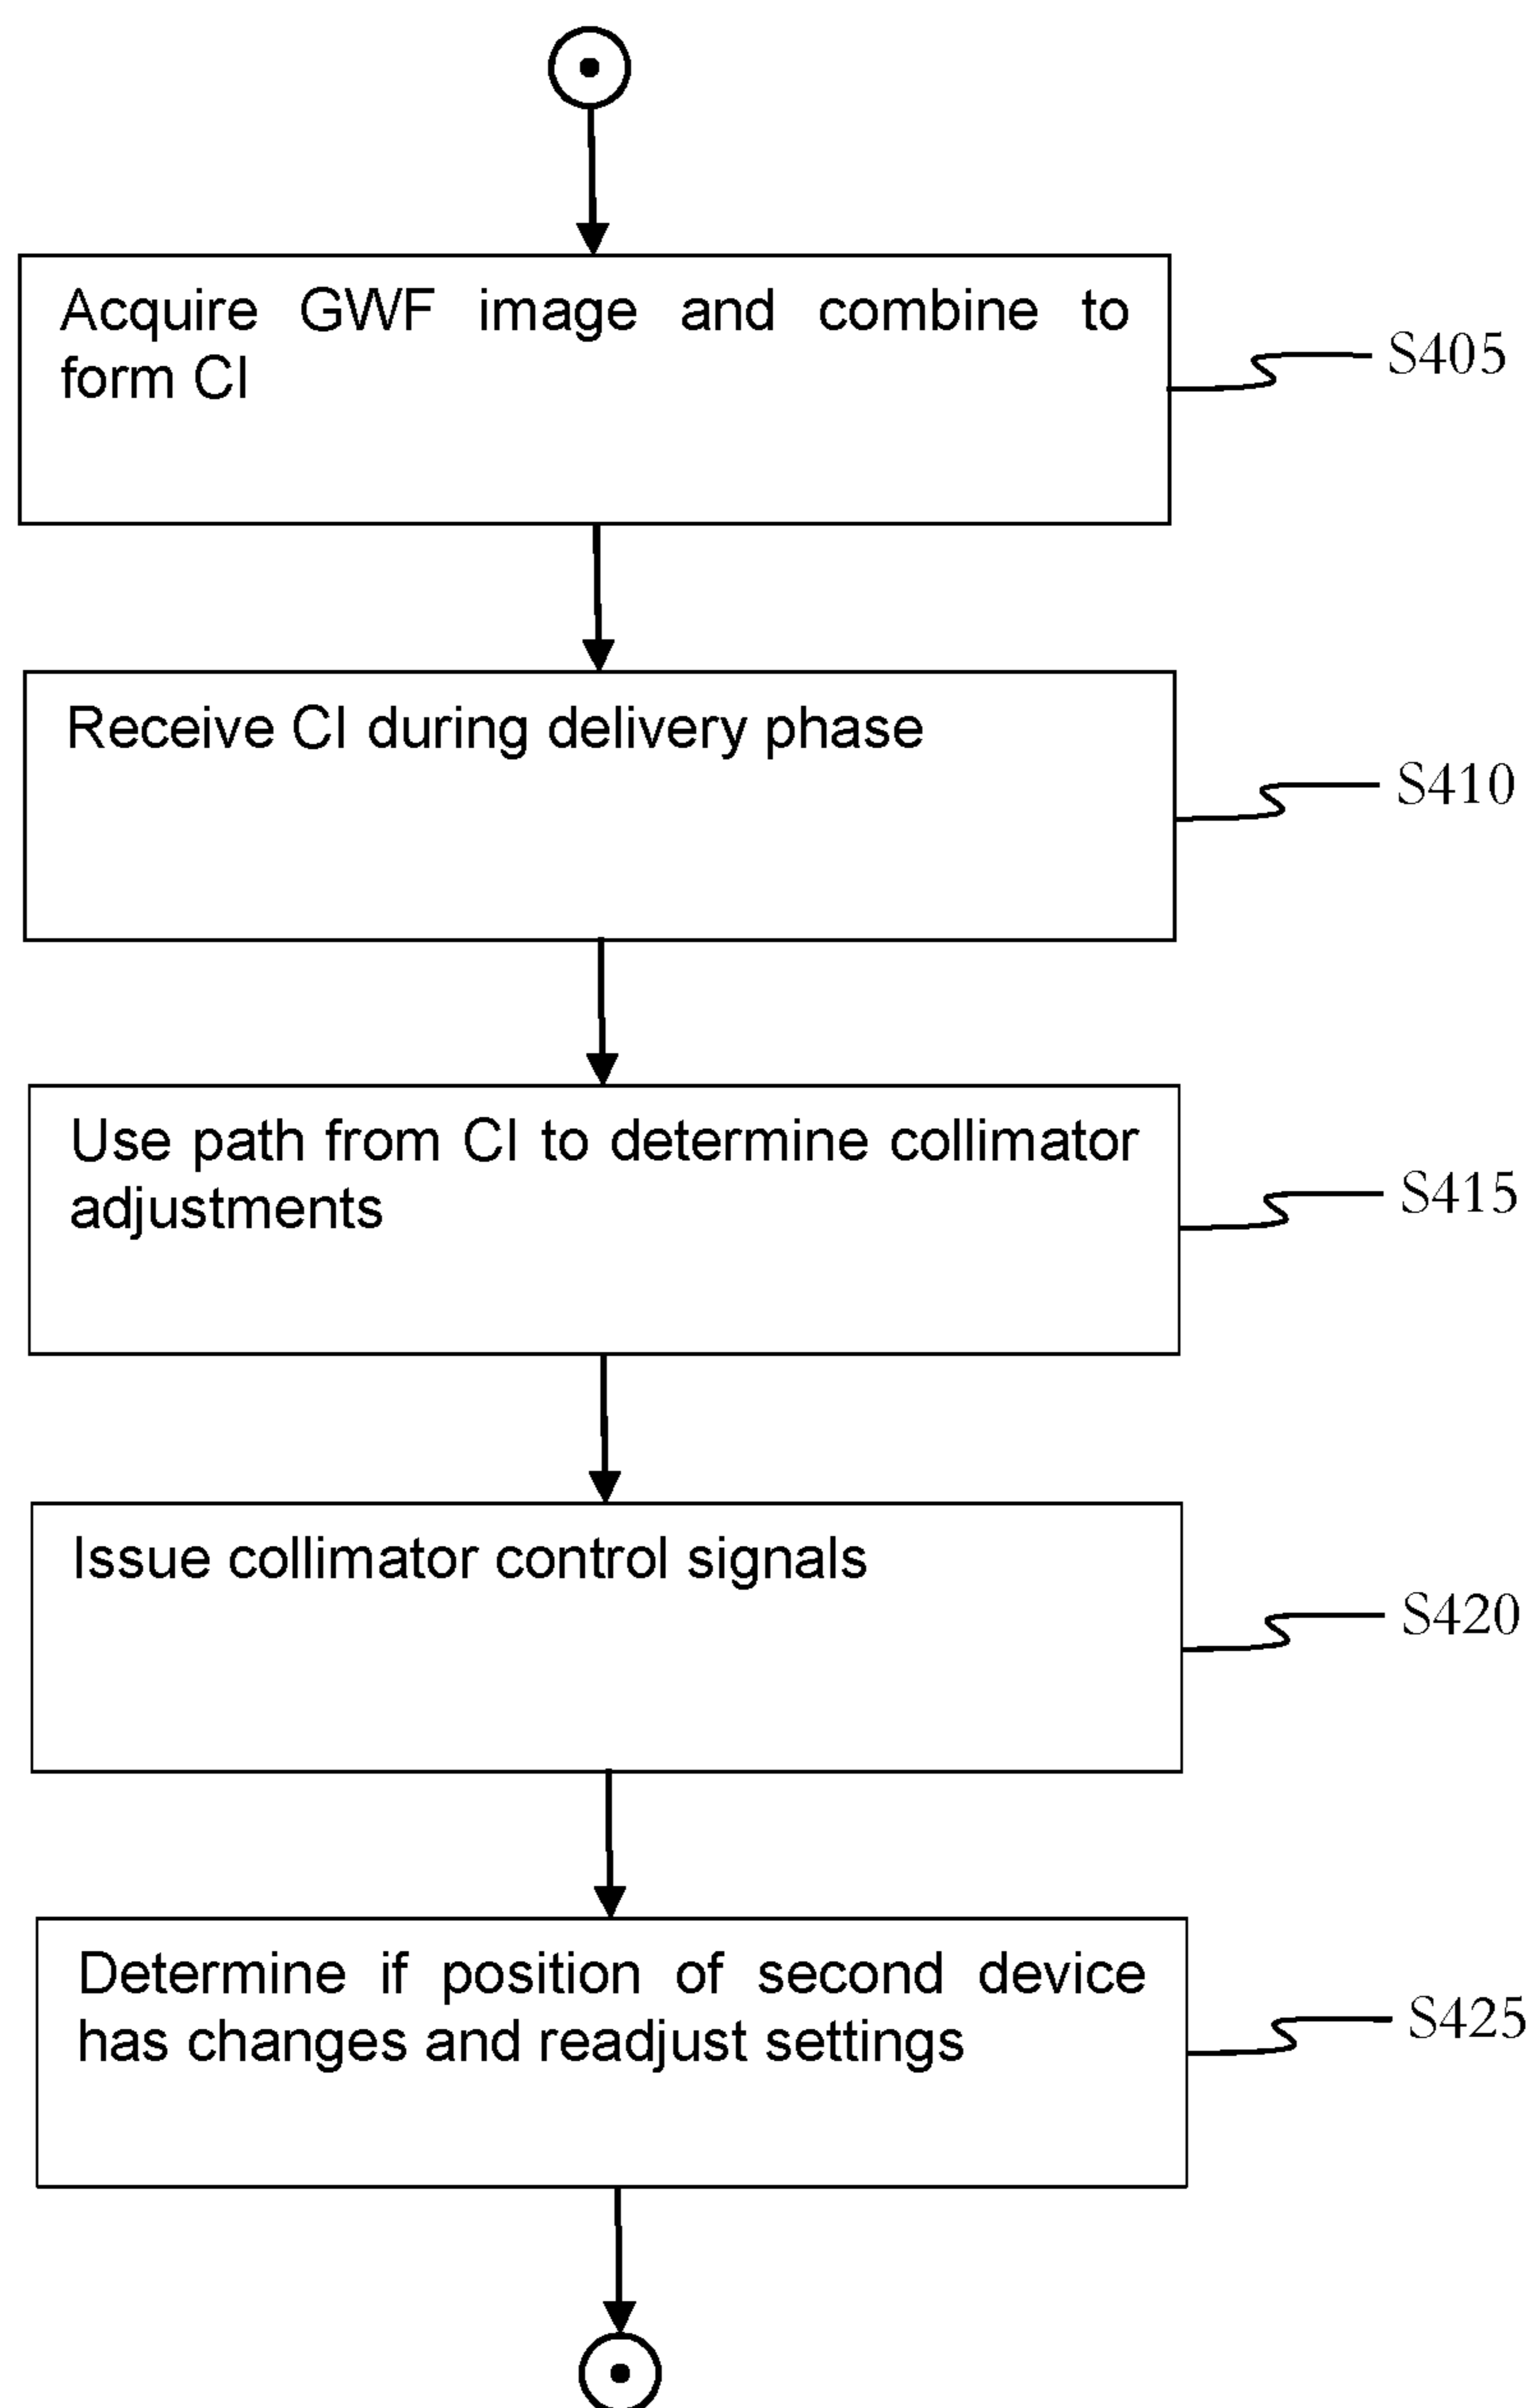 Acquire GWF image and combine to
form CI
S405
Receive CI during delivery phase
S410
Use path from CI to determine collimator
adjustments
S415
Issue collimator control signals
S420
Determine if position of second device
has changes and readjust settings
S425